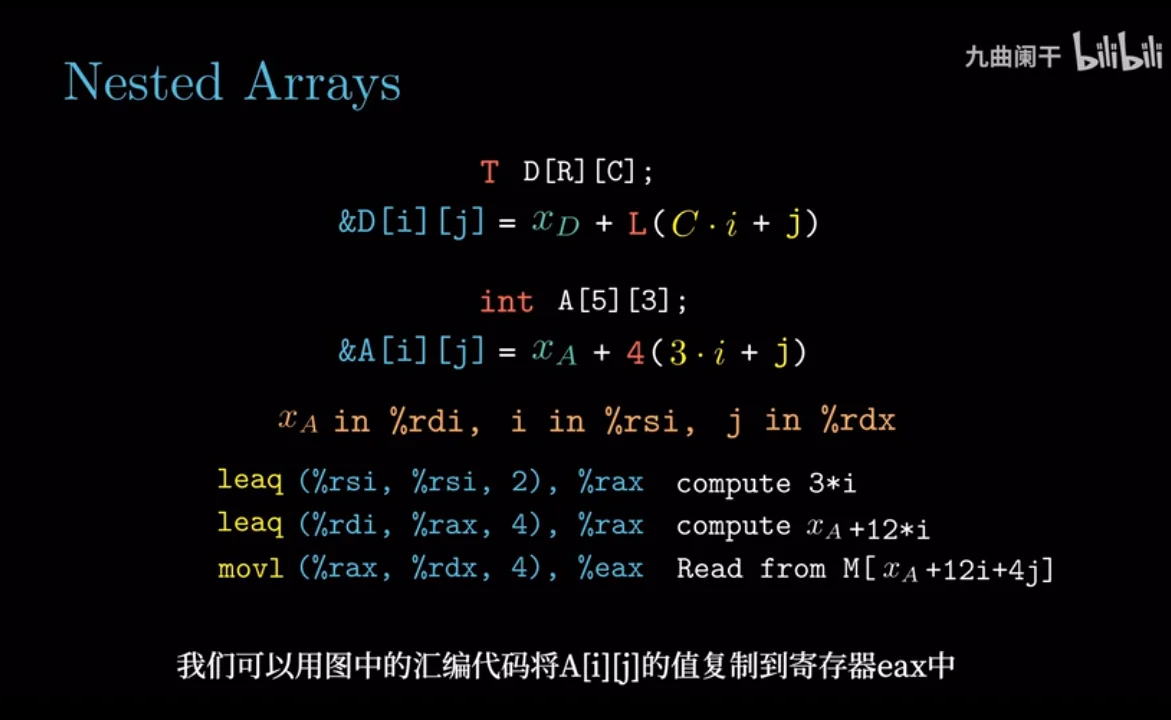 九曲阑干 bilibili
Nested Arrays
T D[R][C];
&D[i][j] = x_D + L(C · i + j)
int A[5][3];
&A[i][j] = x_A + 4(3 · i + j)
x_A in %rdi, i in %rsi, j in %rdx
leaq (%rsi, %rsi, 2), %rax compute 3*i
leaq (%rdi, %rax, 4), %rax compute x_A+12*i
movl (%rax, %rdx, 4), %eax Read from M[x_A+12i+4j]
我们可以用图中的汇编代码将A[i][j]的值复制到寄存器eax中